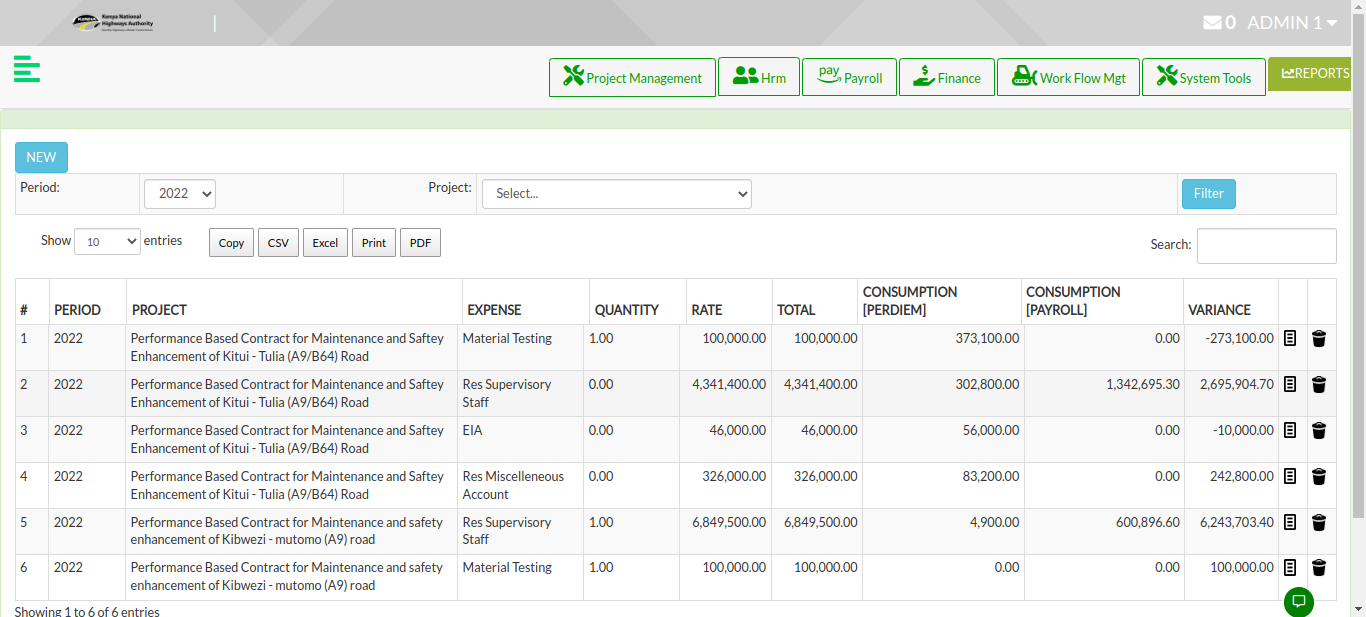 Kenya National
Highways Authority
0 ADMIN 1
Project Management Hrm pay Payroll $ Finance Work Flow Mgt System Tools REPORTS
NEW
Period: 2022 Project: Select... Filter
Show 10 entries Copy CSV Excel Print PDF Search:
# PERIOD PROJECT EXPENSE QUANTITY RATE TOTAL CONSUMPTION [PERDIEM] CONSUMPTION [PAYROLL] VARIANCE
1 2022 Performance Based Contract for Maintenance and Saftey Material Testing 1.00 100,000.00 100,000.00 373,100.00 0.00 -273,100.00
Enhancement of Kitui - Tulia (A9/B64) Road
2 2022 Performance Based Contract for Maintenance and Saftey Res Supervisory 0.00 4,341,400.00 4,341,400.00 302,800.00 1,342,695.30 2,695,904.70
Enhancement of Kitui - Tulia (A9/B64) Road Staff
3 2022 Performance Based Contract for Maintenance and Saftey EIA 0.00 46,000.00 46,000.00 56,000.00 0.00 -10,000.00
Enhancement of Kitui - Tulia (A9/B64) Road
4 2022 Performance Based Contract for Maintenance and Saftey Res Miscelleneous 0.00 326,000.00 326,000.00 83,200.00 0.00 242,800.00
Enhancement of Kitui - Tulia (A9/B64) Road Account
5 2022 Performance Based Contract for Maintenance and safety Res Supervisory 1.00 6,849,500.00 6,849,500.00 4,900.00 600,896.60 6,243,703.40
enhancement of Kibwezi - mutomo (A9) road Staff
6 2022 Performance Based Contract for Maintenance and safety Material Testing 1.00 100,000.00 100,000.00 0.00 0.00 100,000.00
enhancement of Kibwezi - mutomo (A9) road
Showing 1 to 6 of 6 entries